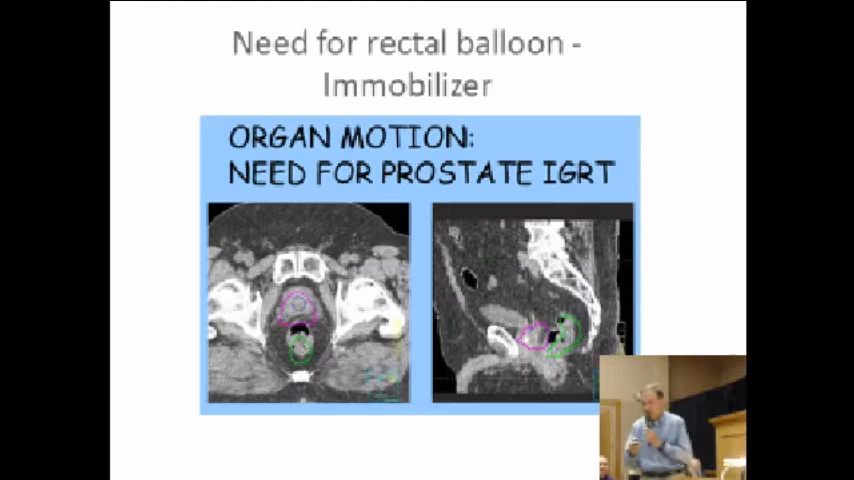 Need for rectal balloon -
Immobilizer
ORGAN MOTION:
NEED FOR PROSTATE IGRT